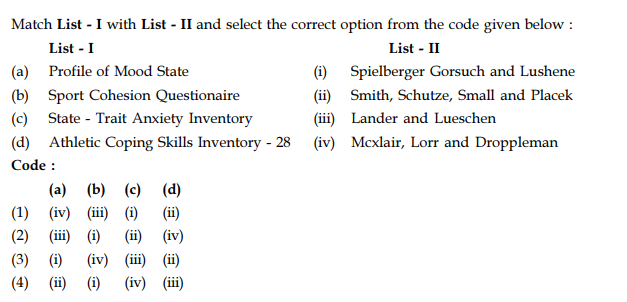 Match List - I with List - II and select the correct option from the code given below :
List - I List - II
(a) Profile of Mood State (i) Spielberger Gorsuch and Lushene
(b) Sport Cohesion Questionaire (ii) Smith, Schutze, Small and Placek
(c) State - Trait Anxiety Inventory (iii) Lander and Lueschen
(d) Athletic Coping Skills Inventory - 28 (iv) Mcxlair, Lorr and Droppleman
Code :
(a) (b) (c) (d)
(1) (iv) (iii) (i) (ii)
(2) (iii) (i) (ii) (iv)
(3) (i) (iv) (iii) (ii)
(4) (ii) (i) (iv) (iii)